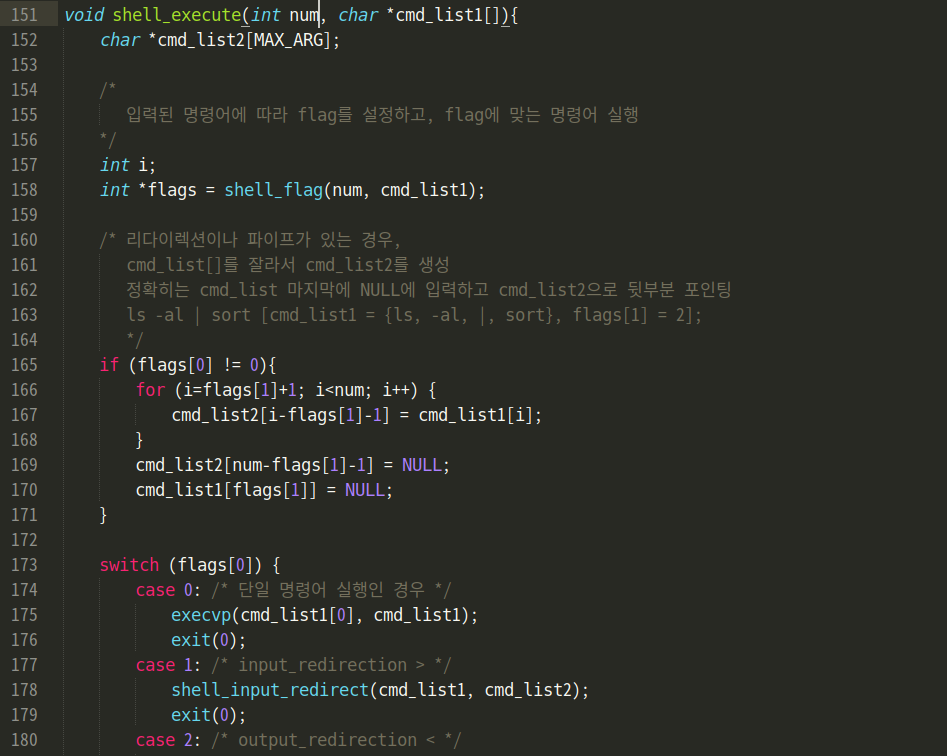 151 void shell_execute(int num, char *cmd_list1[]){
152     char *cmd_list2[MAX_ARG];
153
154     /*
155        입력된 명령어에 따라 flag를 설정하고, flag에 맞는 명령어 실행
156     */
157     int i;
158     int *flags = shell_flag(num, cmd_list1);
159
160     /* 리다이렉션이나 파이프가 있는 경우,
161        cmd_list[]를 잘라서 cmd_list2를 생성
162        정확히는 cmd_list 마지막에 NULL에 입력하고 cmd_list2으로 뒷부분 포인팅
163        ls -al | sort [cmd_list1 = {ls, -al, |, sort}, flags[1] = 2];
164        */
165     if (flags[0] != 0){
166         for (i=flags[1]+1; i<num; i++) {
167             cmd_list2[i-flags[1]-1] = cmd_list1[i];
168         }
169         cmd_list2[num-flags[1]-1] = NULL;
170         cmd_list1[flags[1]] = NULL;
171     }
172
173     switch (flags[0]) {
174         case 0: /* 단일 명령어 실행인 경우 */
175             execvp(cmd_list1[0], cmd_list1);
176             exit(0);
177         case 1: /* input_redirection > */
178             shell_input_redirect(cmd_list1, cmd_list2);
179             exit(0);
180         case 2: /* output_redirection < */